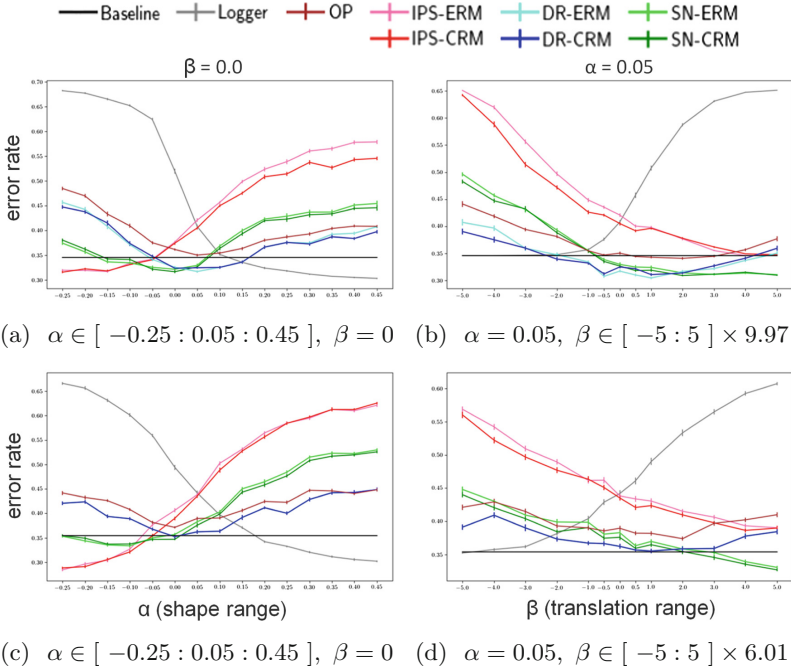 Baseline Logger OP IPS-ERM DR-ERM SN-ERM
IPS-CRM DR-CRM SN-CRM
β = 0.0 α = 0.05
error rate
0.70
0.65
0.60
0.55
0.50
0.45
0.40
0.35
0.30
-0.25 -0.20 -0.15 -0.10 -0.05 0.00 0.05 0.10 0.15 0.20 0.25 0.30 0.35 0.40 0.45
0.65
0.60
0.55
0.50
0.45
0.40
0.35
0.30
-5.0 -4.0 -3.0 -2.0 -1.0 -0.5 0.0 0.5 1.0 2.0 3.0 4.0 5.0
(a) α ∈ [ −0.25 : 0.05 : 0.45 ], β = 0 (b) α = 0.05, β ∈ [ −5 : 5 ] × 9.97
error rate
0.65
0.60
0.55
0.50
0.45
0.40
0.35
0.30
-0.25 -0.20 -0.15 -0.10 -0.05 0.00 0.05 0.10 0.15 0.20 0.25 0.30 0.35 0.40 0.45
α (shape range)
0.60
0.55
0.50
0.45
0.40
0.35
-5.0 -4.0 -3.0 -2.0 -1.0 -0.5 0.0 0.5 1.0 2.0 3.0 4.0 5.0
β (translation range)
(c) α ∈ [ −0.25 : 0.05 : 0.45 ], β = 0 (d) α = 0.05, β ∈ [ −5 : 5 ] × 6.01